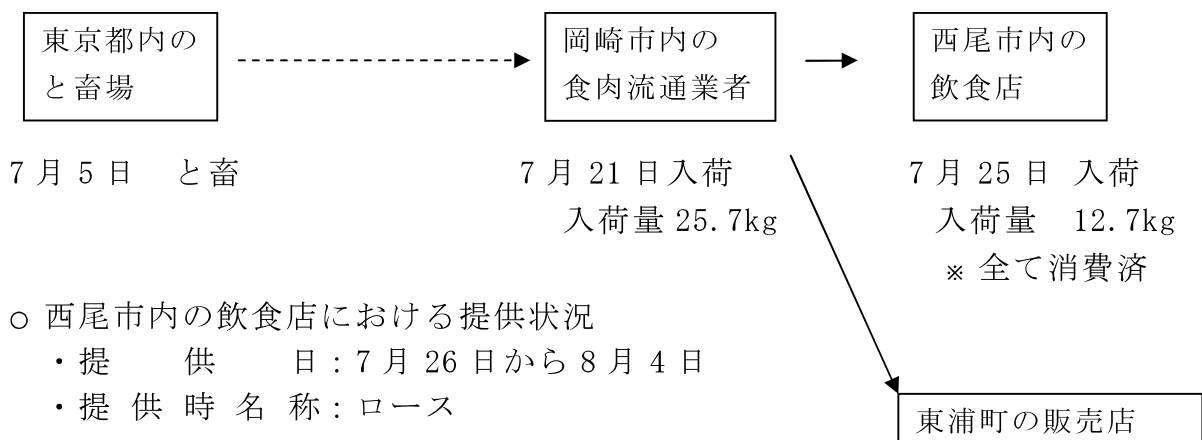 東京都内の
と畜場
岡崎市内の
食肉流通業者
西尾市内の
飲食店
7月5日 と畜
7月21日入荷
入荷量25.7kg
7月25日 入荷
入荷量 12.7kg
※ 全て消費済
○ 西尾市内の飲食店における提供状況
・提 供 日：7月26日から8月4日
・提 供 時 名 称：ロース
東浦町の販売店